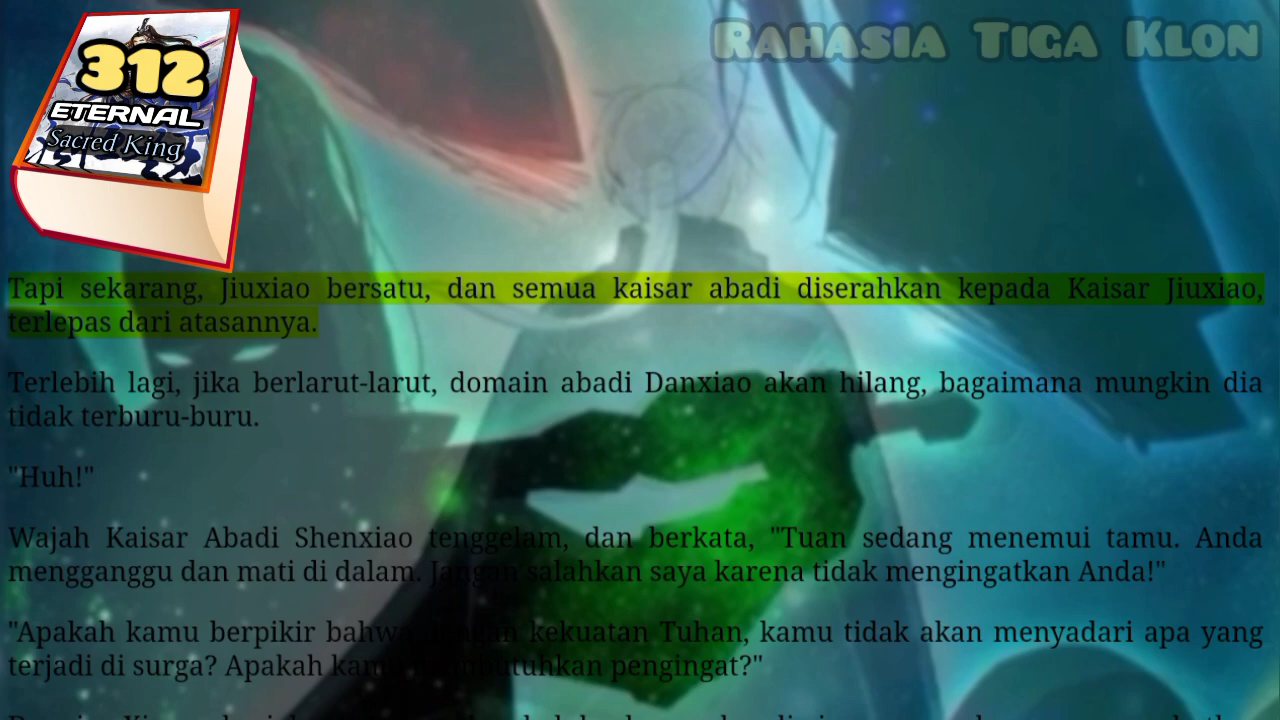 312
ETERNAL
Sacred King
Rahasia Tiga Klon
Tapi sekarang, Jiuxiao bersatu, dan semua kaisar abadi diserahkan kepada Kaisar Jiuxiao,
terlepas dari atasannya.
Terlebih lagi, jika berlarut-larut, domain abadi Danxiao akan hilang, bagaimana mungkin dia
tidak terburu-buru.
"Huh!"
Wajah Kaisar Abadi Shenxiao tenggelam, dan berkata, "Tuan sedang menemui tamu. Anda
mengganggu dan mati di dalam. Jangan salahkan saya karena tidak mengingatkan Anda!"
"Apakah kamu berpikir bahwa kekuatan Tuhan, kamu tidak akan menyadari apa yang
terjadi di surga? Apakah kamu membutuhkan pengingat?"